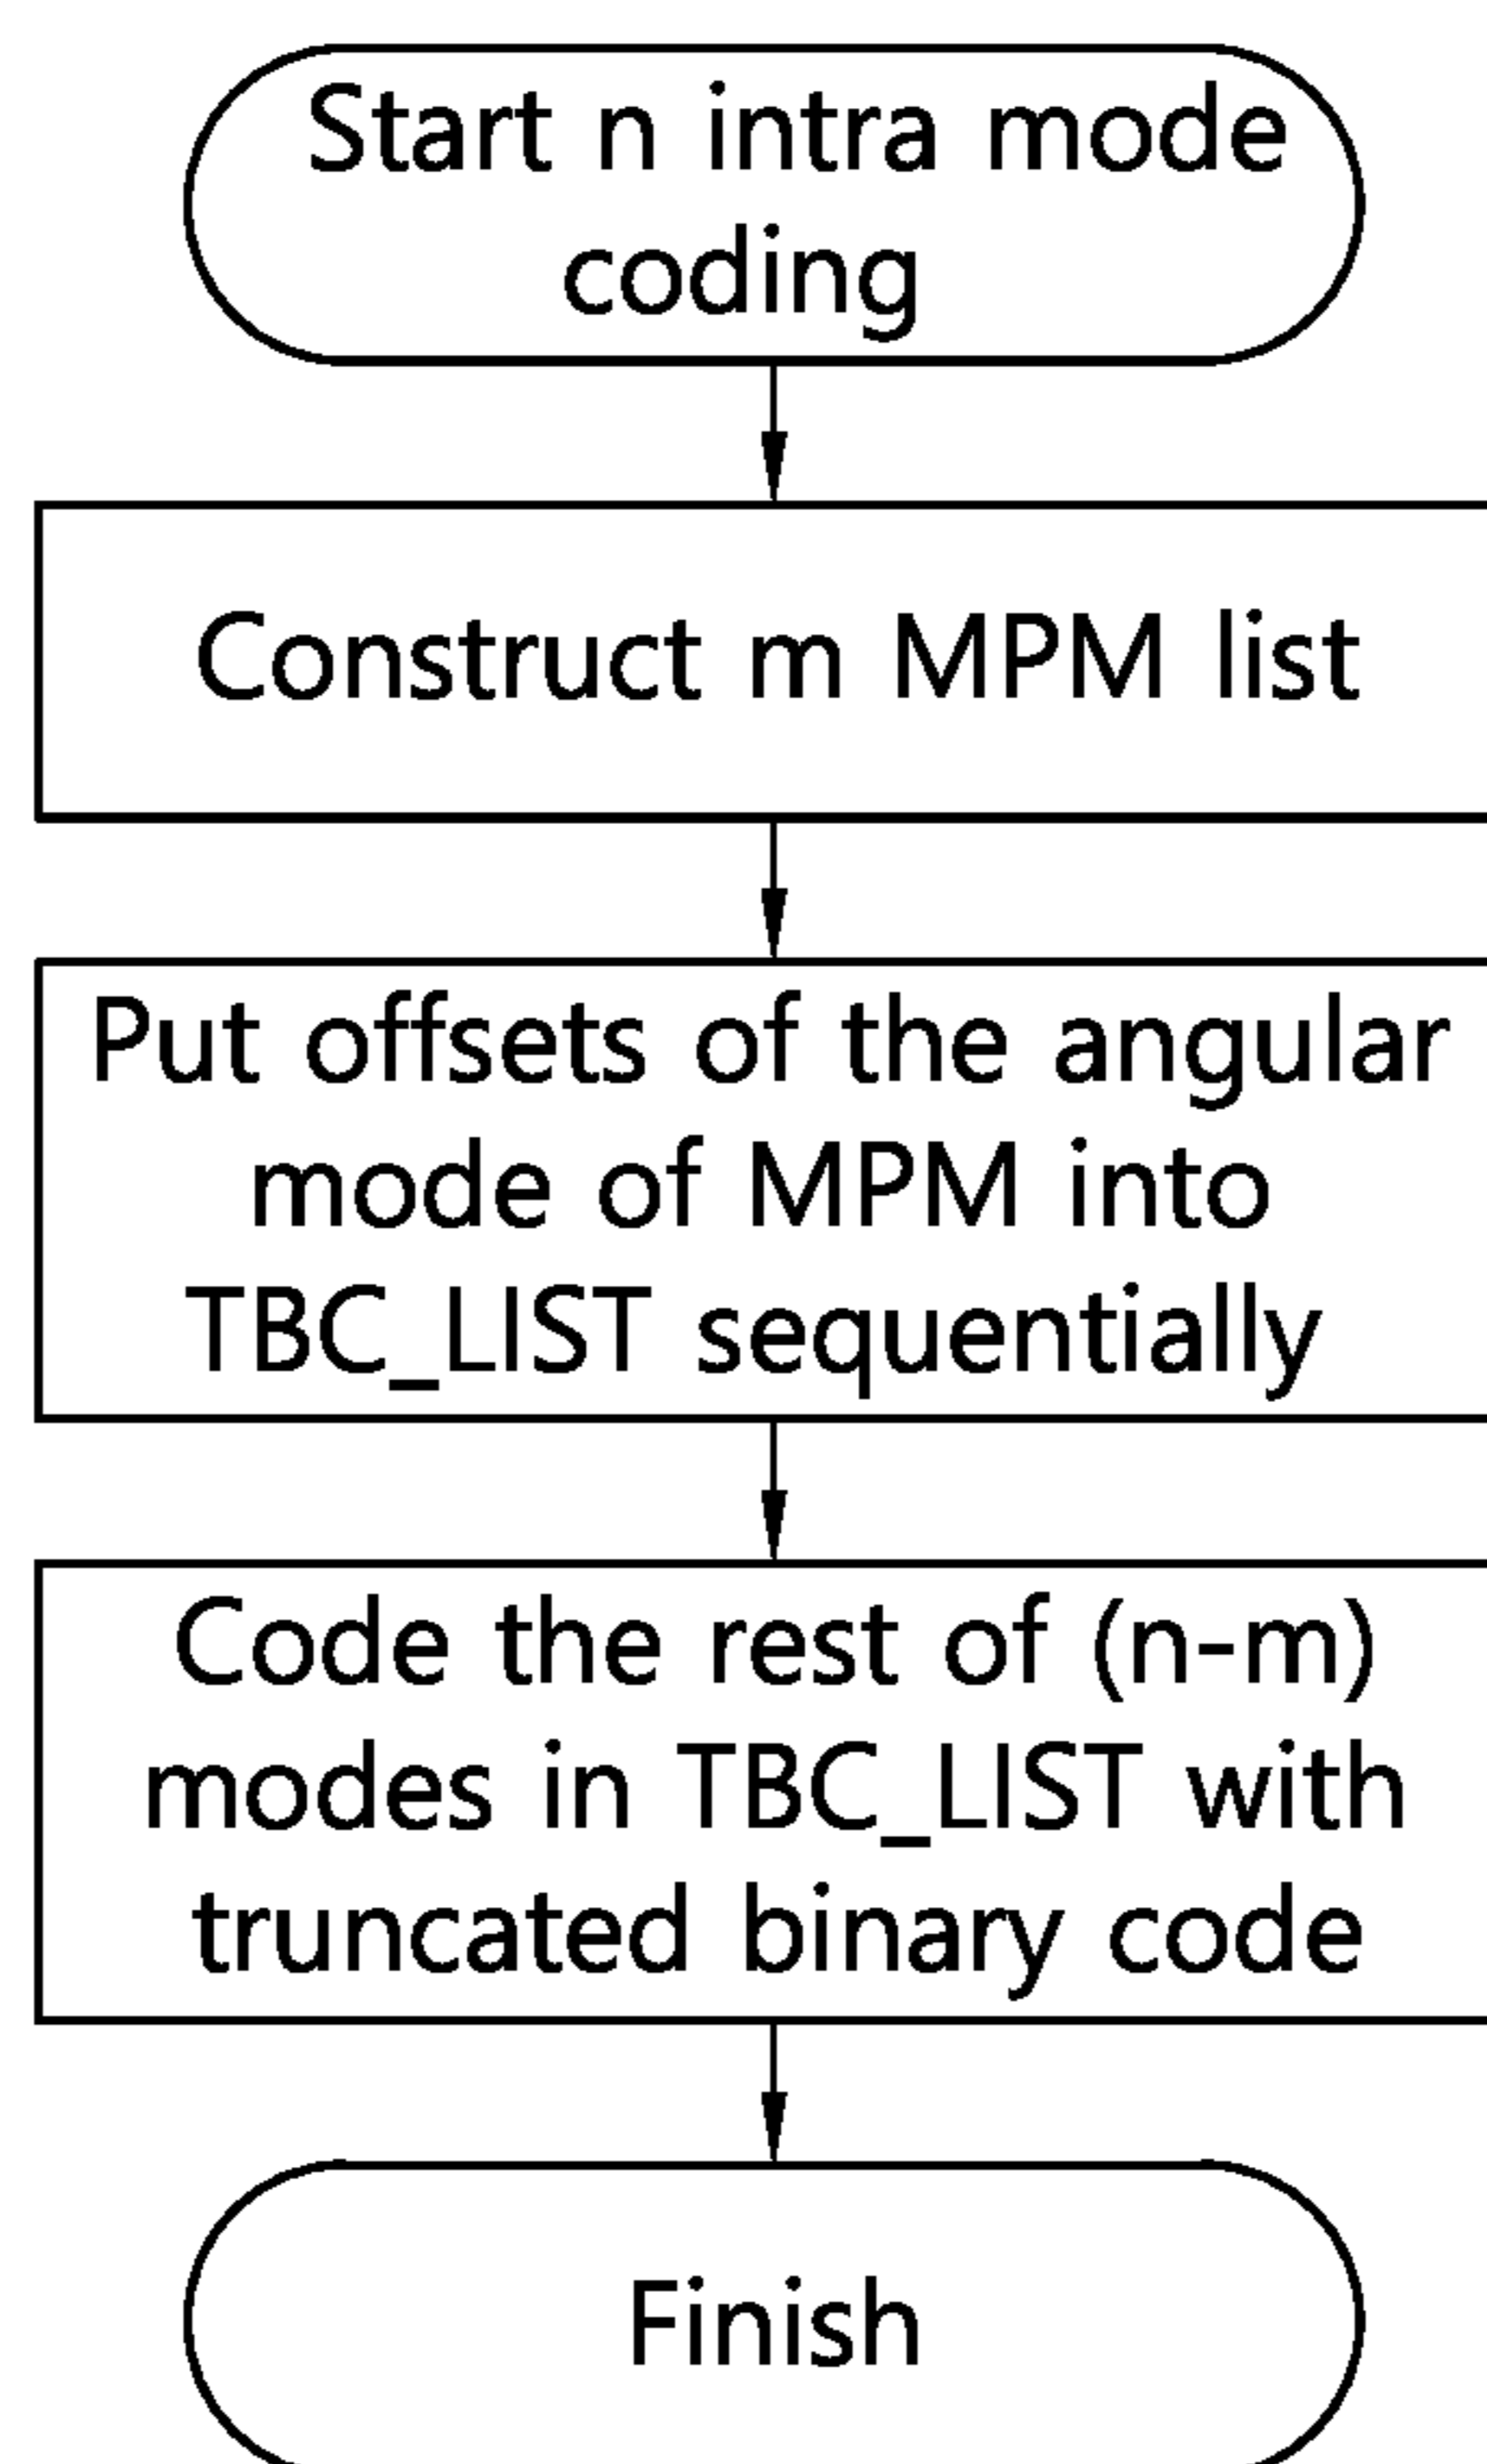 Start n intra mode
coding
Construct m MPM list
Put offsets of the angular
mode of MPM into
TBC_LIST sequentially
Code the rest of (n-m)
modes in TBC_LIST with
truncated binary code
Finish